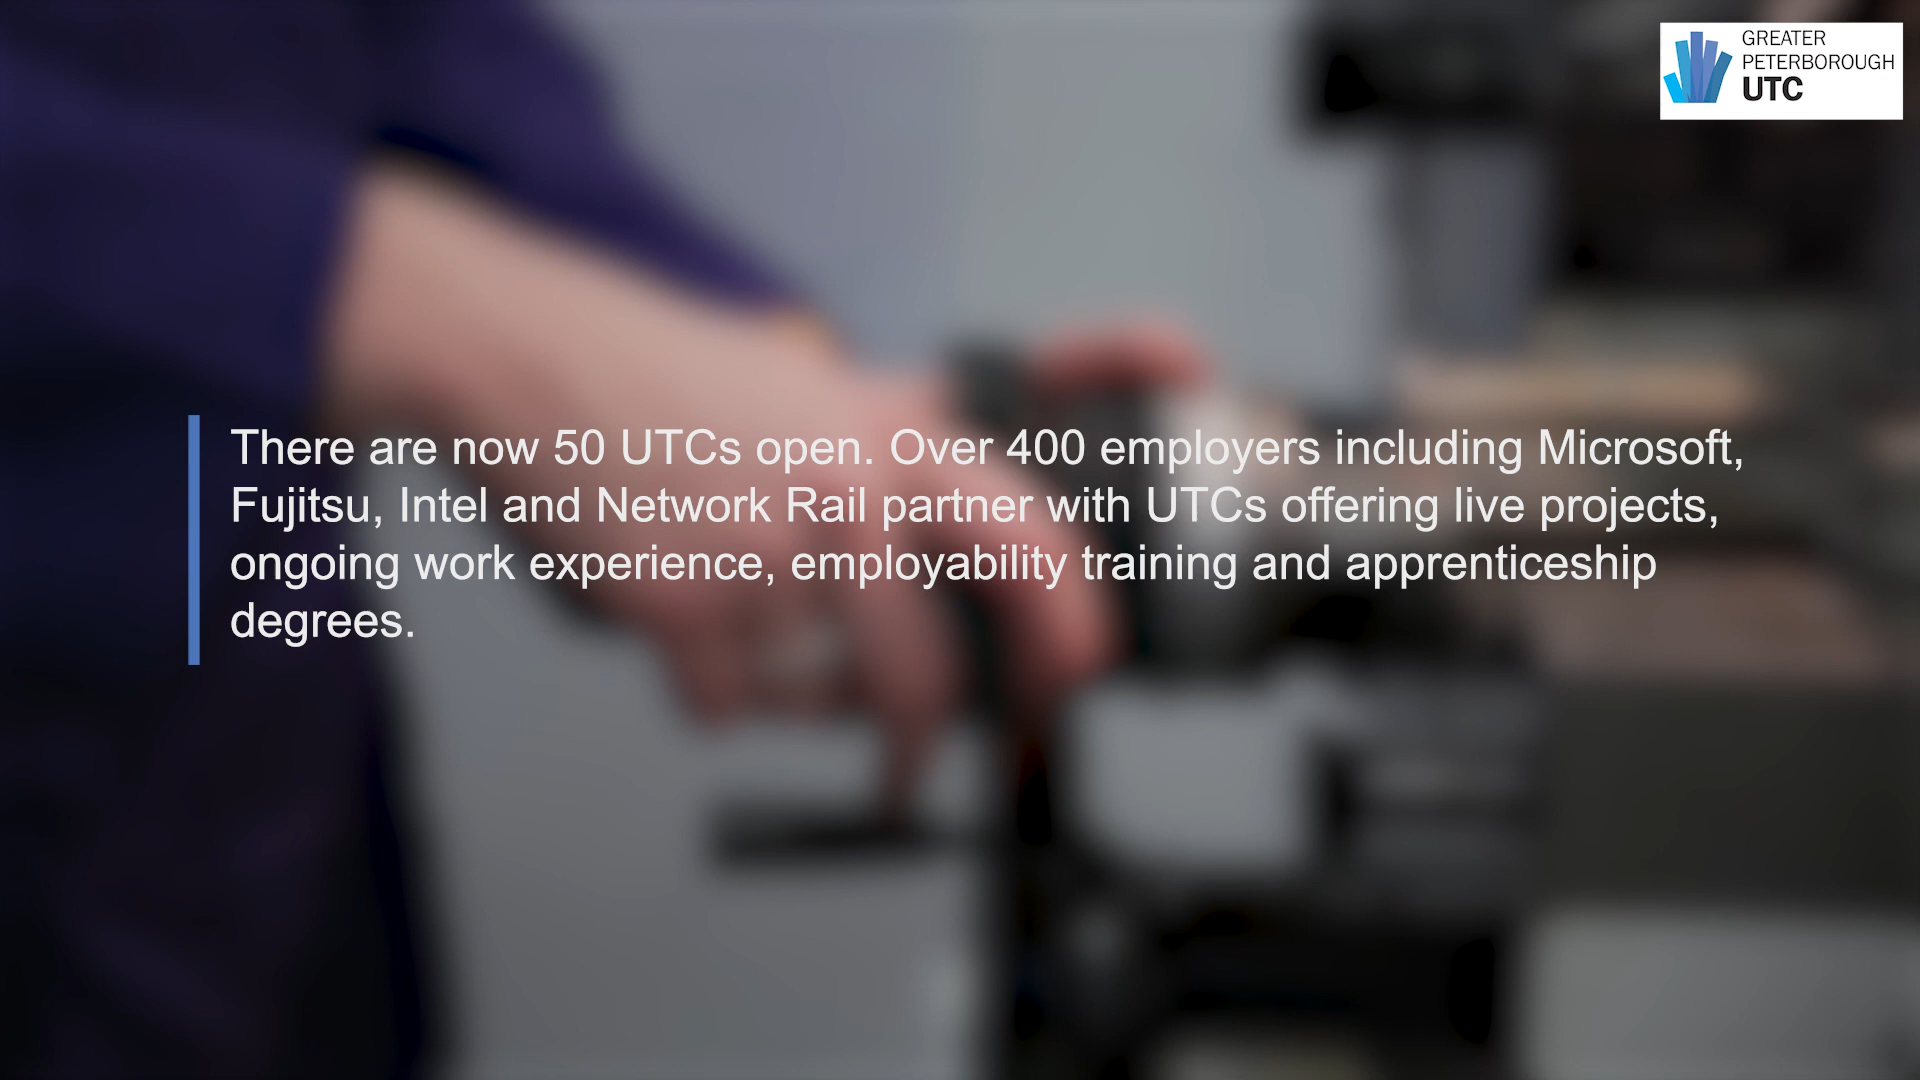 GREATER
PETERBOROUGH
UTC
There are now 50 UTCs open. Over 400 employers including Microsoft,
Fujitsu, Intel and Network Rail partner with UTCs offering live projects,
ongoing work experience, employability training and apprenticeship
degrees.